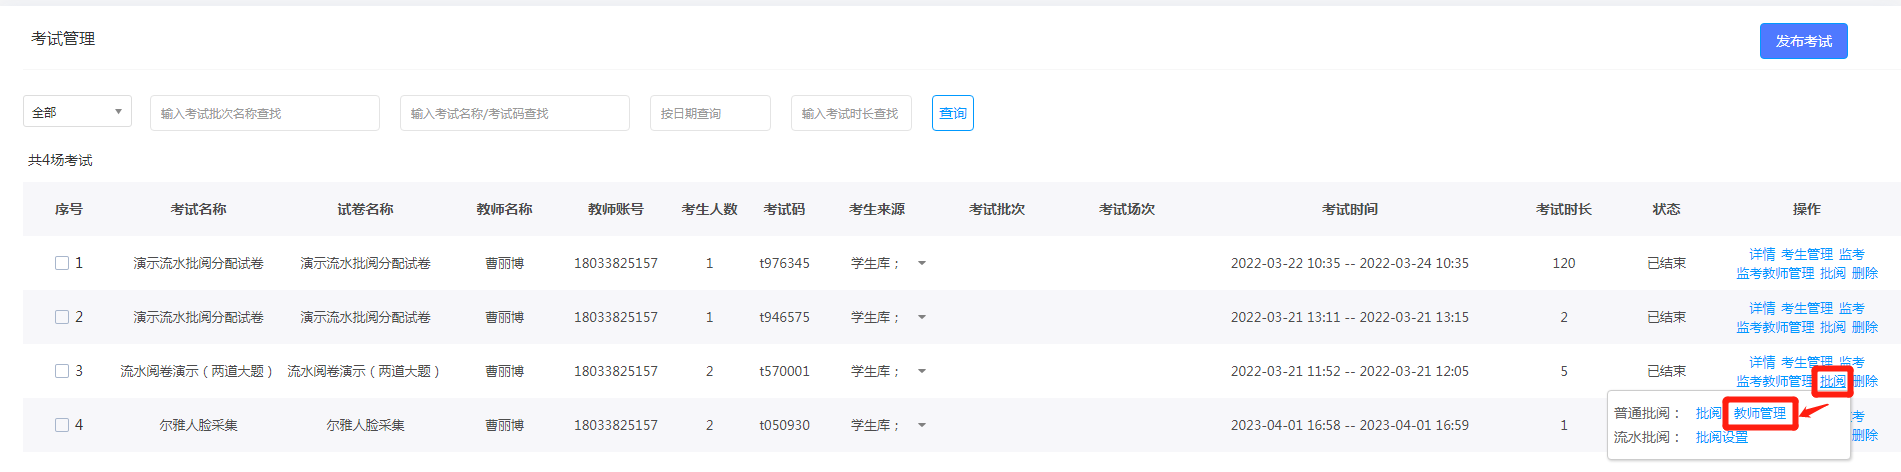 考试管理
发布考试
全部 输入考试批次名称查找 输入考试名称/考试码查找 按日期查询 输入考试时长查找 查询
共4场考试
序号 考试名称 试卷名称 教师名称 教师账号 考生人数 考试码 考生来源 考试批次 考试场次 考试时间 考试时长 状态 操作
1 演示流水批阅分配试卷 演示流水批阅分配试卷 曹丽博 18033825157 1 t976345 学生库； 2022-03-22 10:35 -- 2022-03-24 10:35 120 已结束 详情 考生管理 监考
监考教师管理 批阅 删除
2 演示流水批阅分配试卷 演示流水批阅分配试卷 曹丽博 18033825157 1 t946575 学生库； 2022-03-21 13:11 -- 2022-03-21 13:15 2 已结束 详情 考生管理 监考
监考教师管理 批阅 删除
3 流水阅卷演示（两道大题） 流水阅卷演示（两道大题） 曹丽博 18033825157 2 t570001 学生库； 2022-03-21 11:52 -- 2022-03-21 12:05 5 已结束 详情 考生管理 监考
监考教师管理 批阅 删除
4 尔雅人脸采集 尔雅人脸采集 曹丽博 18033825157 2 t050930 学生库； 2023-04-01 16:58 -- 2023-04-01 16:59 1 考
删除
普通批阅： 批阅 教师管理
流水批阅： 批阅设置